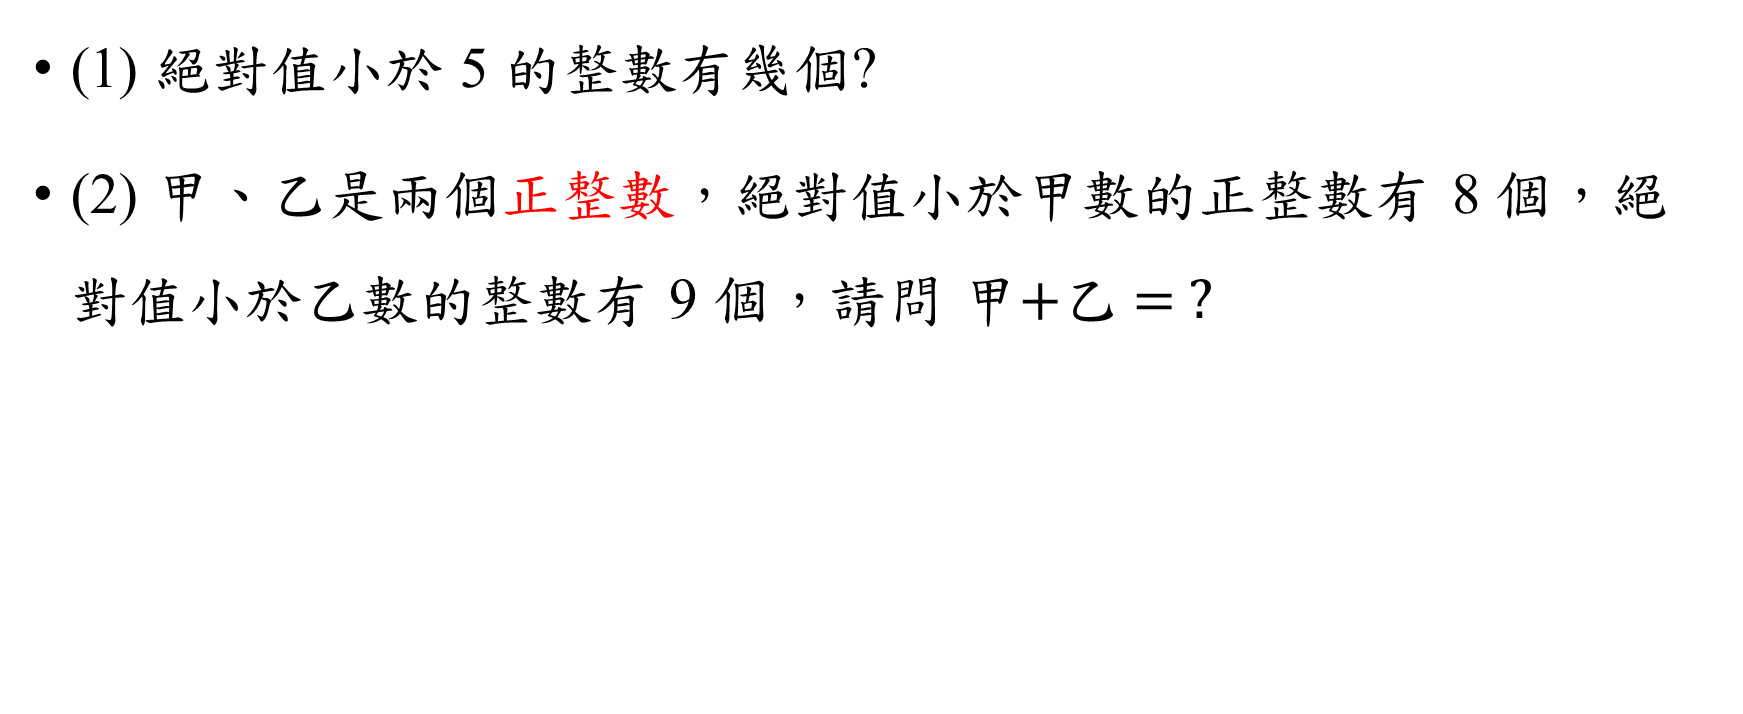 • (1) 絕對值小於 5 的整數有幾個?
• (2) 甲、乙是兩個正整數，絕對值小於甲數的正整數有 8 個，絕
對值小於乙數的整數有 9 個，請問 甲+乙 = ?